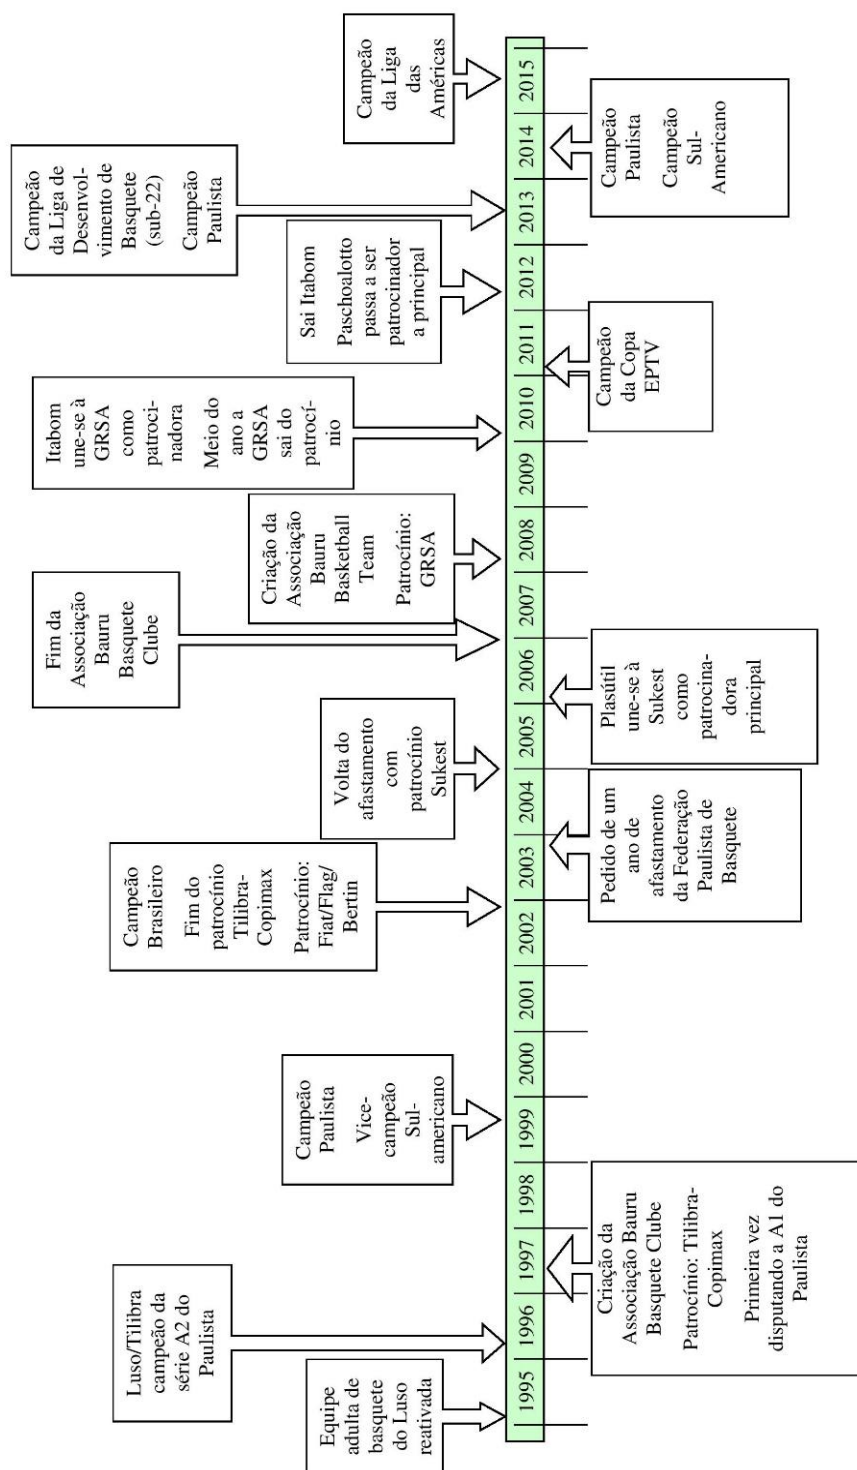 Equipe
adulta de
basquete
do Luso
reativada
Luso/Tilibra
campeão da
série A2 do
Paulista
Campeão
Paulista
Vice-
campeão
Sul-
americano
Campeão
Brasileiro
Fim do
patrocínio
Tilibra-
Copimax
Patrocínio:
Fiat/Flag/
Bertin
Volta do
afastamento
com
patrocínio
Sukest
Fim da
Associação
Bauru
Basquete
Clube
Criação da
Associação
Bauru
Basketball
Team
Patrocínio:
GRSA
Itabom
une-se à
GRSA
como
patroci-
nadora
Meio do
ano a
GRSA
sai do
patrocí-
nio
Sai Itabom
Paschoalotto
passa a ser
patrocinador
a principal
Campeão
da Liga de
Desenvol-
vimento de
Basquete
(sub-22)
Campeão
Paulista
Campeão
da Liga
das
Américas
1995 1996 1997 1998 1999 2000 2001 2002 2003 2004 2005 2006 2007 2008 2009 2010 2011 2012 2013 2014 2015
Criação da
Associação Bauru
Basquete Clube
Patrocínio: Tilibra-
Copimax
Primeira vez
disputando a A1 do
Paulista
Pedido de um
ano de
afastamento
da Federação
Paulista de
Basquete
Plasútil
une-se à
Sukest
como
patrocina-
dora
principal
Campeão
da Copa
EPTV
Campeão
Paulista
Campeão
Sul-
Americano